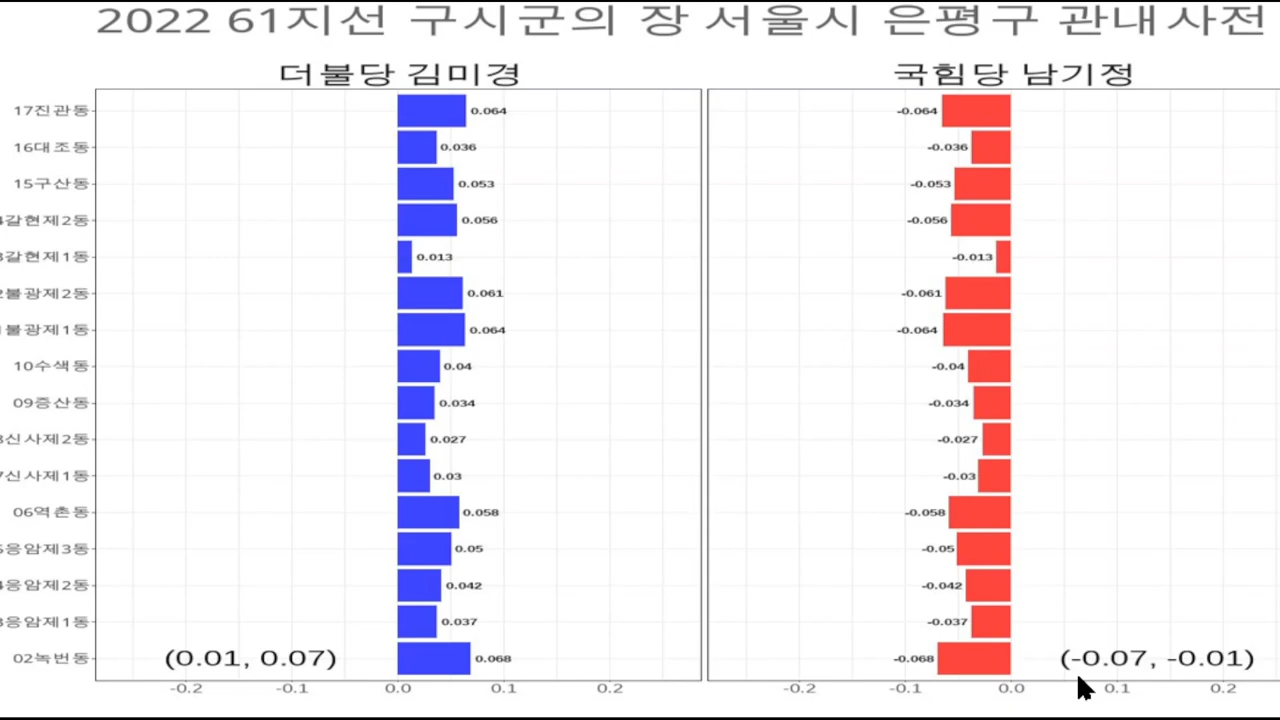 2022 61지선 구시군의 장 서울시 은평구 관내사전
더불당 김미경 국힘당 남기정
17진관동 0.064 -0.064
16대조동 0.036 -0.036
15구산동 0.053 -0.053
갈현제2동 0.056 -0.056
갈현제1동 0.013 -0.013
불광제2동 0.061 -0.061
불광제1동 0.064 -0.064
10수색동 0.04 -0.04
09증산동 0.034 -0.034
신사제2동 0.027 -0.027
신사제1동 0.03 -0.03
06역촌동 0.058 -0.058
응암제3동 0.05 -0.05
응암제2동 0.042 -0.042
응암제1동 0.037 -0.037
02녹번동 (0.01, 0.07) 0.068 -0.068 (-0.07, -0.01)
-0.2 -0.1 0.0 0.1 0.2 -0.2 -0.1 0.0 0.1 0.2